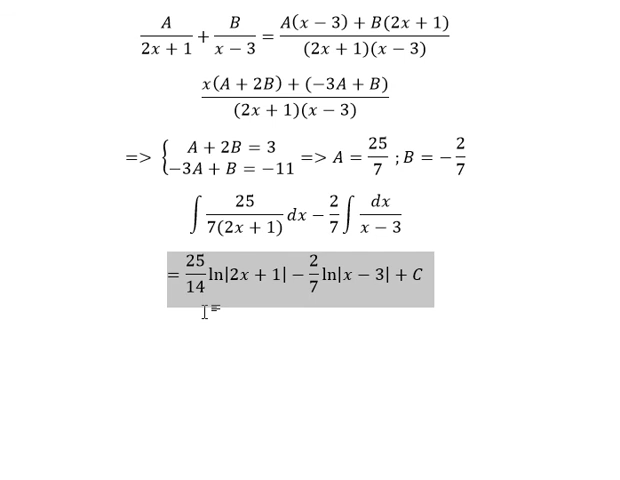 A/(2x + 1) + B/(x − 3) = (A(x − 3) + B(2x + 1))/((2x + 1)(x − 3))
(x(A + 2B) + (−3A + B))/((2x + 1)(x − 3))
=> { A + 2B = 3
−3A + B = −11 => A = 25/7 ; B = −2/7
∫ 25/(7(2x + 1)) dx − 2/7 ∫ dx/(x − 3)
= 25/14 ln|2x + 1| − 2/7 ln|x − 3| + C